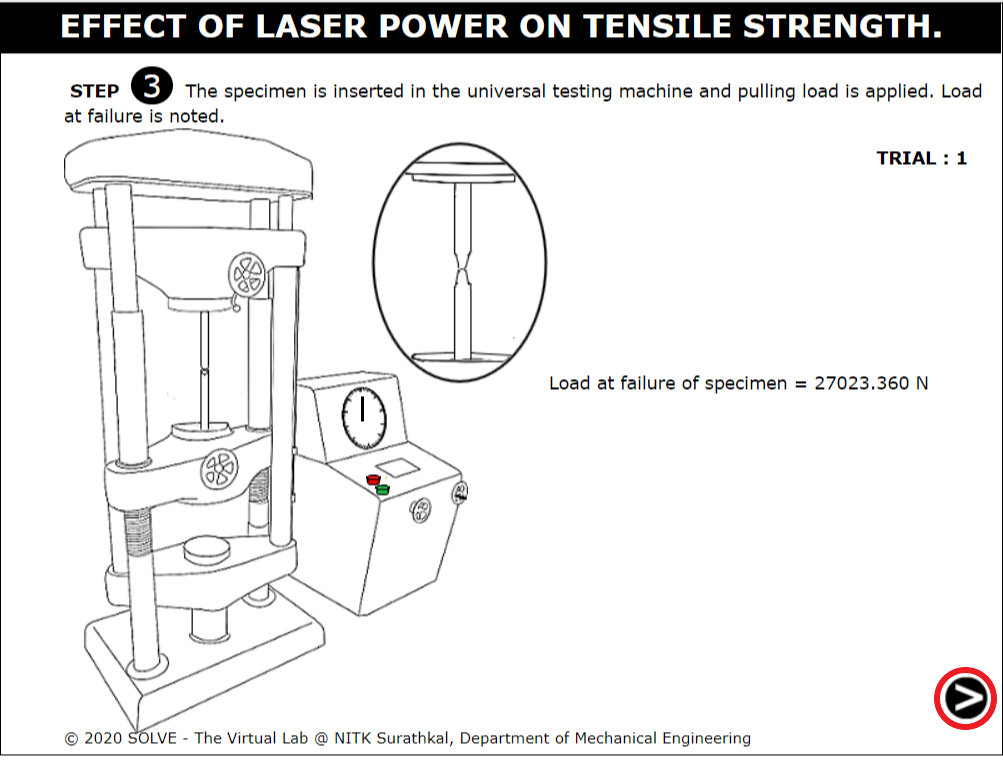 EFFECT OF LASER POWER ON TENSILE STRENGTH.
STEP 3 The specimen is inserted in the universal testing machine and pulling load is applied. Load
at failure is noted.
TRIAL : 1
Load at failure of specimen = 27023.360 N
© 2020 SOLVE - The Virtual Lab @ NITK Surathkal, Department of Mechanical Engineering